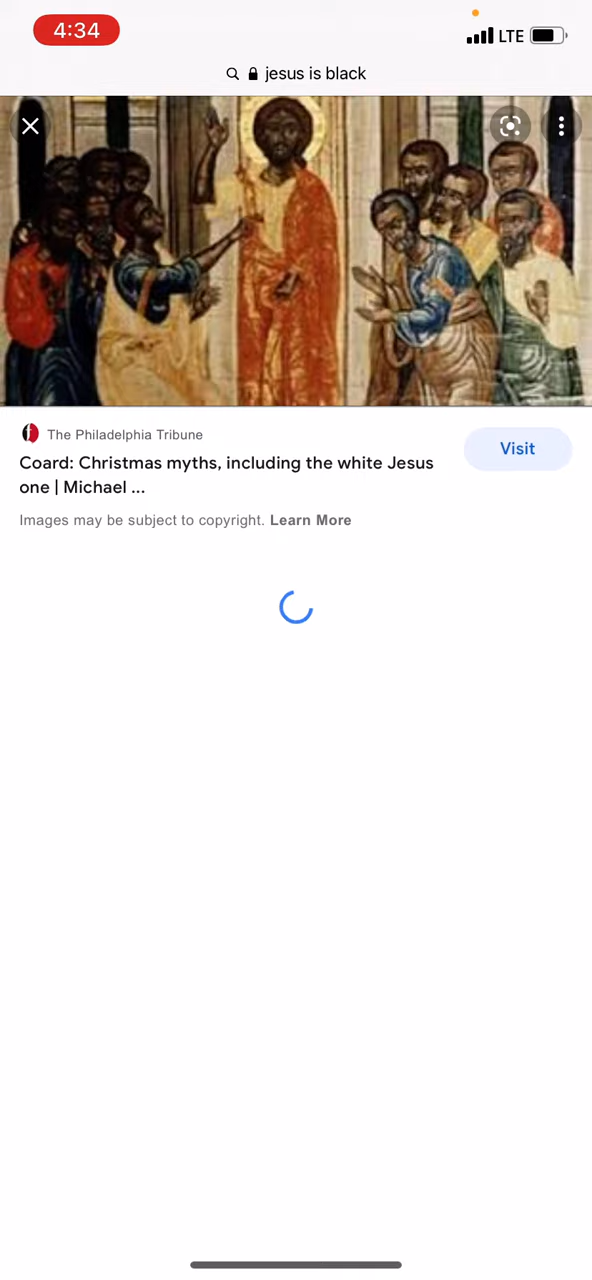 4:34
LTE
jesus is black
The Philadelphia Tribune
Coard: Christmas myths, including the white Jesus
one | Michael ...
Visit
Images may be subject to copyright. Learn More